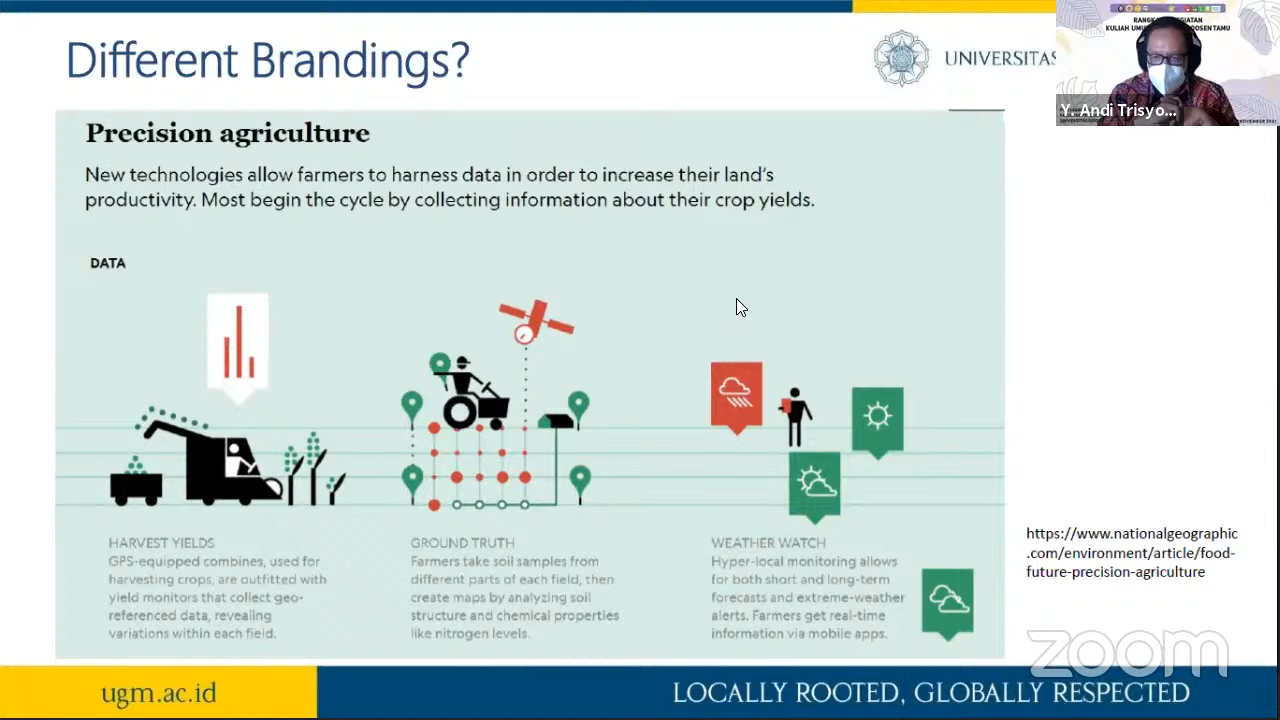 Different Brandings?
UNIVERSITAS
KULIAH UMUM
Y. Andi Trisyo...
Precision agriculture
New technologies allow farmers to harness data in order to increase their land's
productivity. Most begin the cycle by collecting information about their crop yields.
DATA
HARVEST YIELDS
GPS-equipped combines, used for
harvesting crops, are outfitted with
yield monitors that collect geo-
referenced data, revealing
variations within each field.
GROUND TRUTH
Farmers take soil samples from
different parts of each field, then
create maps by analyzing soil
structure and chemical properties
like nitrogen levels.
WEATHER WATCH
Hyper-local monitoring allows
for both short and long-term
forecasts and extreme-weather
alerts. Farmers get real-time
information via mobile apps.
https://www.nationalgeographic
.com/environment/article/food-
future-precision-agriculture
zoom
ugm.ac.id
LOCALLY ROOTED, GLOBALLY RESPECTED